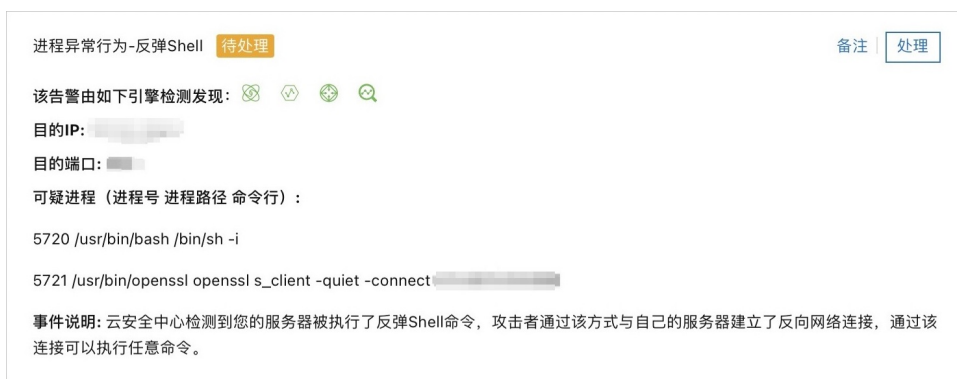 进程异常行为-反弹Shell 待处理 备注 处理
该告警由如下引擎检测发现：
目的IP:
目的端口:
可疑进程（进程号 进程路径 命令行）:
5720 /usr/bin/bash /bin/sh -i
5721 /usr/bin/openssl openssl s_client -quiet -connect
事件说明: 云安全中心检测到您的服务器被执行了反弹Shell命令，攻击者通过该方式与自己的服务器建立了反向网络连接，通过该
连接可以执行任意命令。